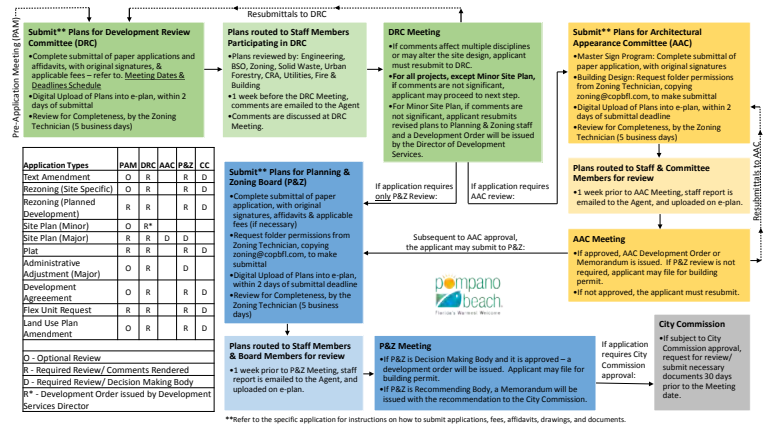 Resubmittals to DRC
Pre-Application Meeting (PAM)
Submit** Plans for Development Review
Committee (DRC)
•Complete submittal of paper applications and
affidavits, with original signatures, &
applicable fees – refer to. Meeting Dates &
Deadlines Schedule
•Digital Upload of Plans into e-plan, within 2
days of submittal
•Review for Completeness, by the Zoning
Technician (5 business days)
Plans routed to Staff Members
Participating in DRC
•Plans reviewed by: Engineering,
BSO, Zoning, Solid Waste, Urban
Forestry, CRA, Utilities, Fire &
Building
•1 week before the DRC Meeting,
comments are emailed to the Agent
•Comments are discussed at DRC
Meeting.
DRC Meeting
•If comments affect multiple disciplines
or may alter the site design, applicant
must resubmit to DRC.
•For all projects, except Minor Site Plan,
if comments are not significant,
applicant may proceed to next step.
•For Minor Site Plan, if comments are
not significant, applicant resubmits
revised plans to Planning & Zoning staff
and a Development Order will be issued
by the Director of Development
Services.
Submit** Plans for Architectural
Appearance Committee (AAC)
•Master Sign Program: Complete submittal of
paper application, with original signatures
•Building Design: Request folder permissions
from Zoning Technician, copying
zoning@copbfl.com, to make submittal
•Digital Upload of Plans into e-plan, within 2
days of submittal deadline
•Review for Completeness, by the Zoning
Technician (5 business days)
Resubmittals to AAC
Plans routed to Staff & Committee
Members for review
•1 week prior to AAC Meeting, staff report is
emailed to the Agent, and uploaded on e-plan.
AAC Meeting
•If approved, AAC Development Order or
Memorandum is issued. If P&Z review is not
required, applicant may file for building
permit.
•If not approved, the applicant must resubmit.
If application requires
only P&Z Review:
If application requires
AAC review:
Subsequent to AAC approval,
the applicant may submit to P&Z:
Application Types PAM DRC AAC P&Z CC
Text Amendment O R R D
Rezoning (Site Specific) O R R D
Rezoning (Planned
Development) R R R D
Site Plan (Minor) O R*
Site Plan (Major) R R D D
Plat O R R D
Administrative
Adjustment (Major) O R D
Development
Agreeement R R R D
Flex Unit Request O R R D
Land Use Plan
Amendment O R R D
O - Optional Review
R - Required Review/ Comments Rendered
D - Required Review/ Decision Making Body
R* - Development Order issued by Development
Services Director
Submit** Plans for Planning &
Zoning Board (P&Z)
•Complete submittal of paper
application, with original
signatures, affidavits & applicable
fees (if necessary)
•Request folder permissions from
Zoning Technician, copying
zoning@copbfl.com, to make
submittal
•Digital Upload of Plans into e-plan,
within 2 days of submittal deadline
•Review for Completeness, by the
Zoning Technician (5 business
days)
pompano
beach.
Florida's Warmest Welcome
Plans routed to Staff Members
& Board Members for review
•1 week prior to P&Z Meeting, staff
report is emailed to the Agent, and
uploaded on e-plan.
P&Z Meeting
•If P&Z is Decision Making Body and it is approved – a
development order will be issued. Applicant may file for
building permit.
•If P&Z is Recommending Body, a Memorandum will be
issued with the recommendation to the City Commission.
If application
requires City
Commission
approval:
City Commission
•If subject to City
Commission approval,
request for review/
submit necessary
documents 30 days
prior to the Meeting
date.
**Refer to the specific application for instructions on how to submit applications, fees, affidavits, drawings, and documents.